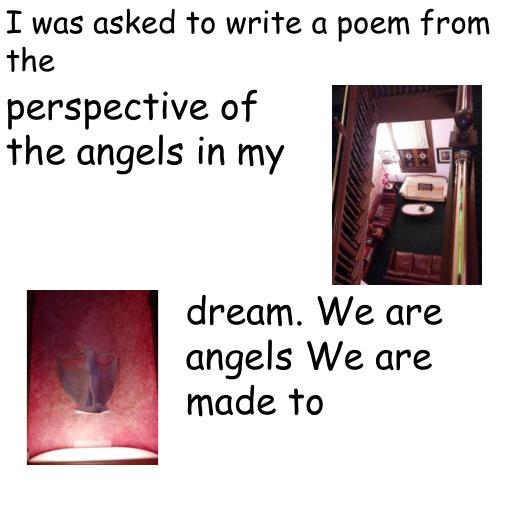 I was asked to write a poem from
the
perspective of
the angels in my
dream. We are
angels We are
made to